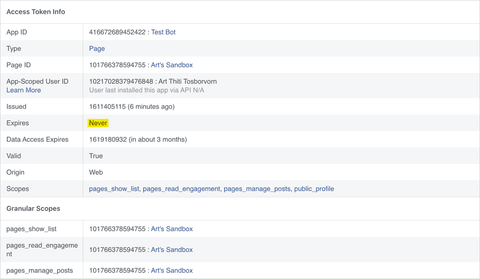 Access Token Info
App ID 416672689452422 : Test Bot
Type Page
Page ID 101766378594755 : Art's Sandbox
App-Scoped User ID 10217028379476848 : Art Thiti Tosborvorn
Learn More User last installed this app via API N/A
Issued 1611405115 (6 minutes ago)
Expires Never
Data Access Expires 1619180932 (in about 3 months)
Valid True
Origin Web
Scopes pages_show_list, pages_read_engagement, pages_manage_posts, public_profile
Granular Scopes
pages_show_list 101766378594755 : Art's Sandbox
pages_read_engageme
nt 101766378594755 : Art's Sandbox
pages_manage_posts 101766378594755 : Art's Sandbox